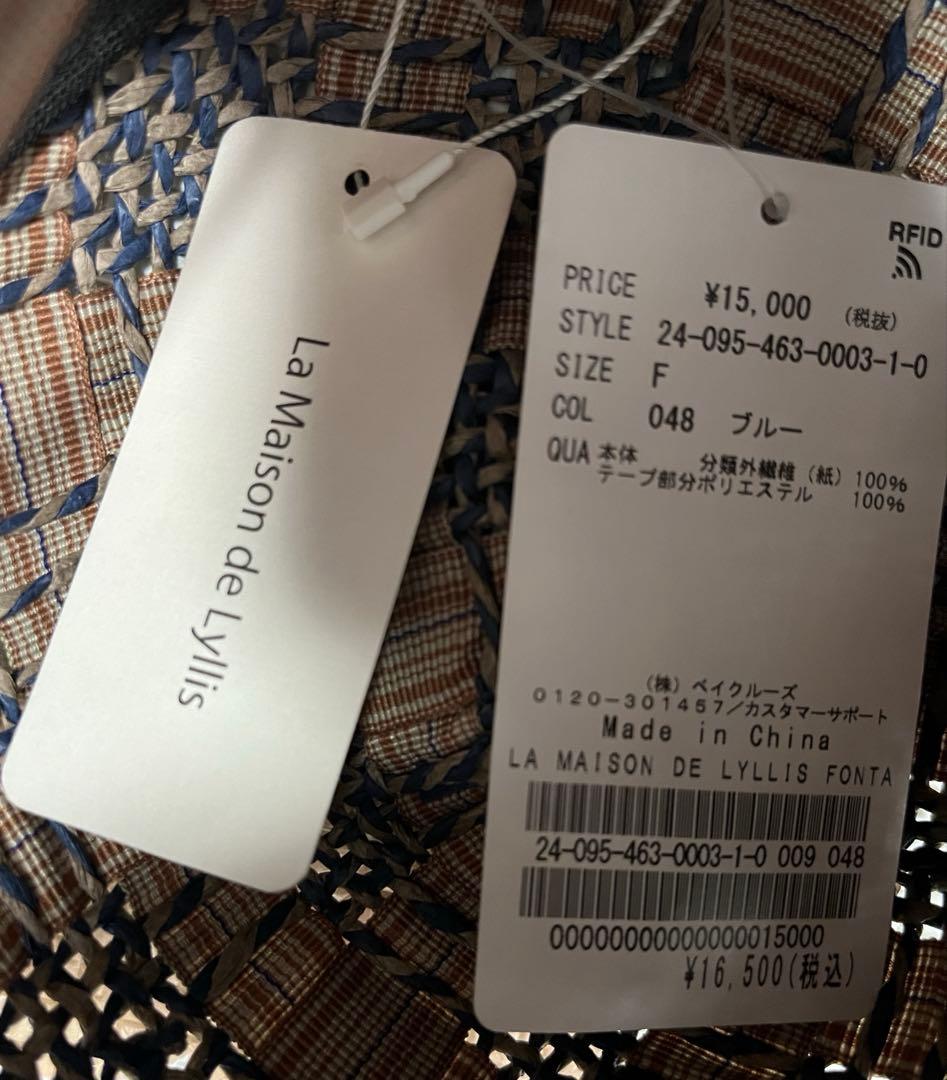 La Maison de Lyllis
RFID
PRICE ¥15,000 (税抜)
STYLE 24-095-463-0003-1-0
SIZE F
COL 048 ブルー
QUA 本体 分類外繊維(紙)100%
テープ部分ポリエステル 100%
(株)ベイクルーズ
0120-301457/カスタマーサポート
Made in China
LA MAISON DE LYLLIS FONTA
24-095-463-0003-1-0 009 048
00000000000000015000
¥16,500(税込)